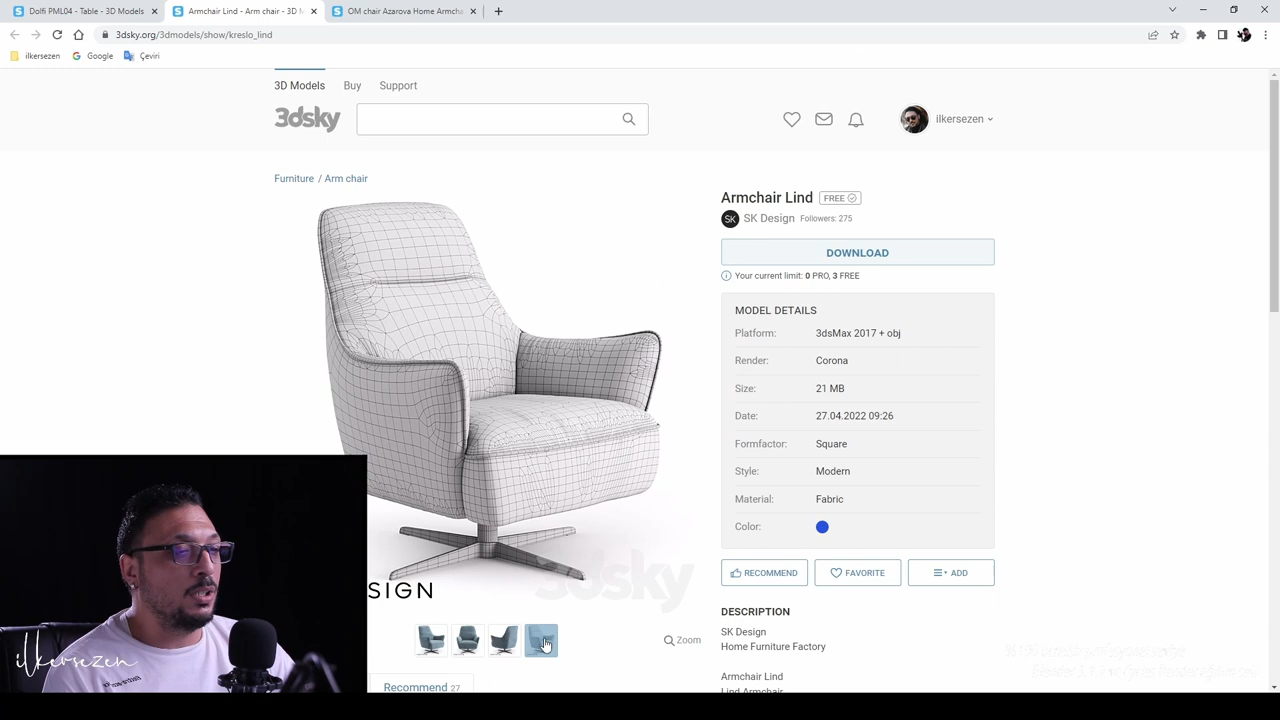 Dolfi PML04 - Table - 3D Models
Armchair Lind - Arm chair - 3D M
OM chair Azarova Home Armcha
3dsky.org/3dmodels/show/kreslo_lind
ilkersezen
Google
Çeviri
3D Models
Buy
Support
3dsky
ilkersezen
Furniture / Arm chair
Armchair Lind
FREE
SK
SK Design
Followers: 275
DOWNLOAD
Your current limit: 0 PRO, 3 FREE
MODEL DETAILS
Platform: 3dsMax 2017 + obj
Render: Corona
Size: 21 MB
Date: 27.04.2022 09:26
Formfactor: Square
Style: Modern
Material: Fabric
Color:
RECOMMEND
FAVORITE
ADD
3dsky
SIGN
DESCRIPTION
SK Design
Home Furniture Factory
Armchair Lind
Lind Armchair
Zoom
Recommend 27
ilkersezen